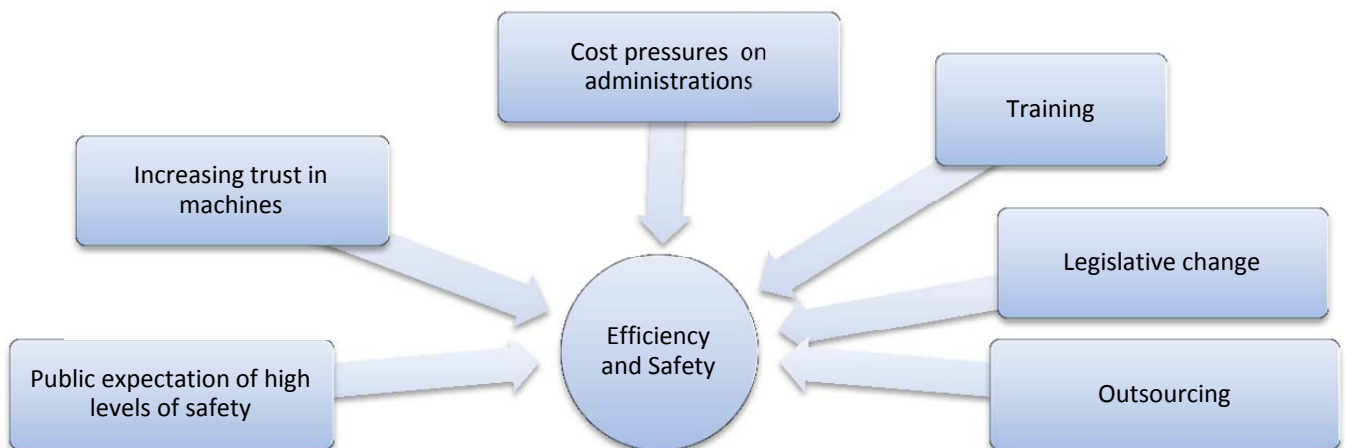 Cost pressures on
administrations
Training
Increasing trust in
machines
Legislative change
Efficiency
and Safety
Public expectation of high
levels of safety
Outsourcing